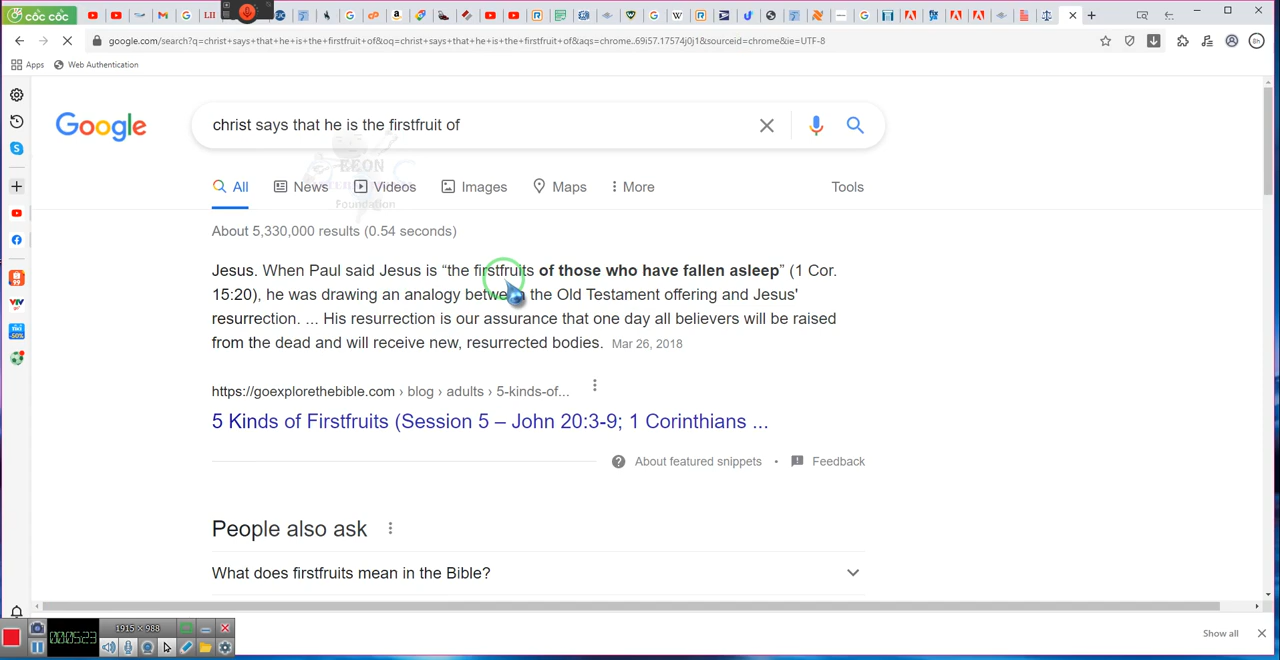 CỐC CỐC
LII
google.com/search?q=christ+says+that+he+is+the+firstfruit+of&oq=christ+says+that+he+is+the+firstfruit+of&aqs=chrome..69i57.17574j0j1&sourceid=chrome&ie=UTF-8
Apps
Web Authentication
Google
christ says that he is the firstfruit of
BEON
Foundation
All
News
Videos
Images
Maps
More
Tools
About 5,330,000 results (0.54 seconds)
Jesus. When Paul said Jesus is “the firstfruits of those who have fallen asleep” (1 Cor.
15:20), he was drawing an analogy between the Old Testament offering and Jesus'
resurrection. ... His resurrection is our assurance that one day all believers will be raised
from the dead and will receive new, resurrected bodies. Mar 26, 2018
https://goexplorethebible.com › blog › adults › 5-kinds-of...
5 Kinds of Firstfruits (Session 5 – John 20:3-9; 1 Corinthians ...
About featured snippets
Feedback
People also ask
What does firstfruits mean in the Bible?
1915 × 988
00:05:23
Show all